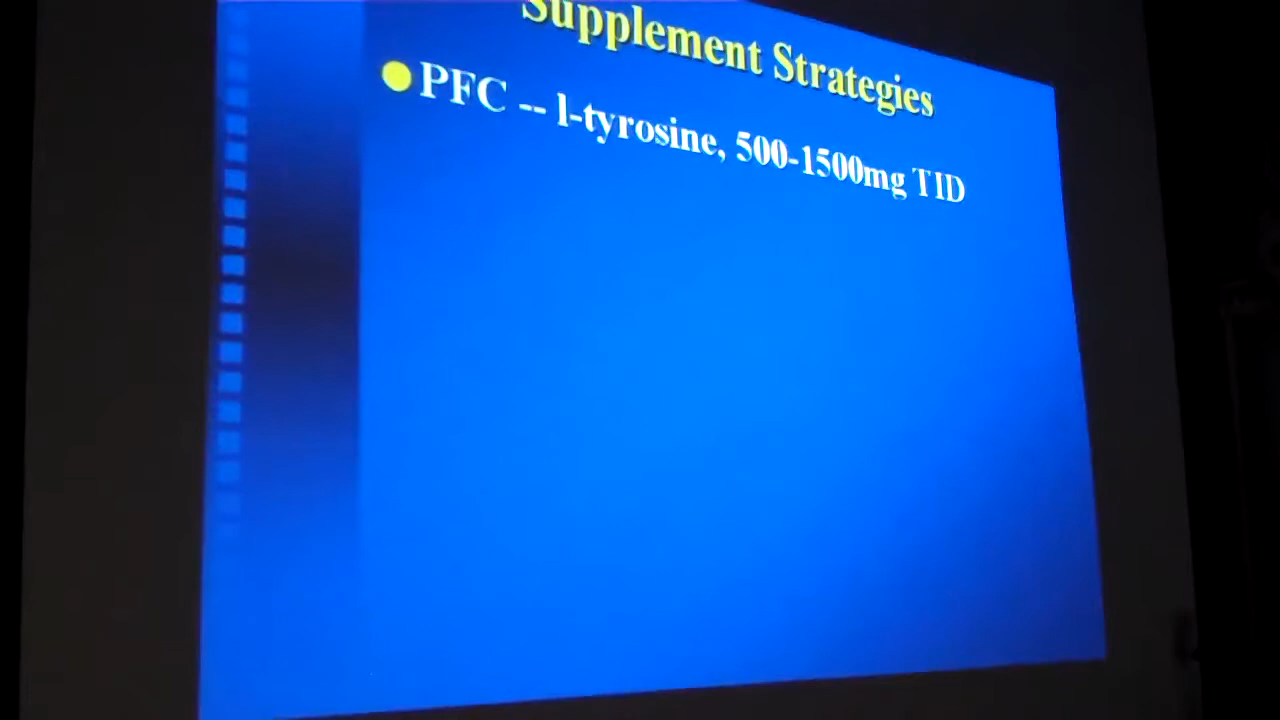 Supplement Strategies
PFC -- l-tyrosine, 500-1500mg TID